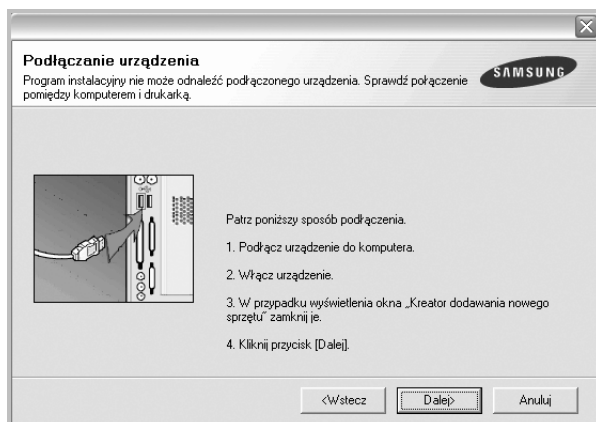 Podłączanie urządzenia
Program instalacyjny nie może odnaleźć podłączonego urządzenia. Sprawdź połączenie
pomiędzy komputerem i drukarką.
SAMSUNG
Patrz poniższy sposób podłączenia.
1. Podłącz urządzenie do komputera.
2. Włącz urządzenie.
3. W przypadku wyświetlenia okna „Kreator dodawania nowego
sprzętu” zamknij je.
4. Kliknij przycisk [Dalej].
<Wstecz
Dalej>
Anuluj